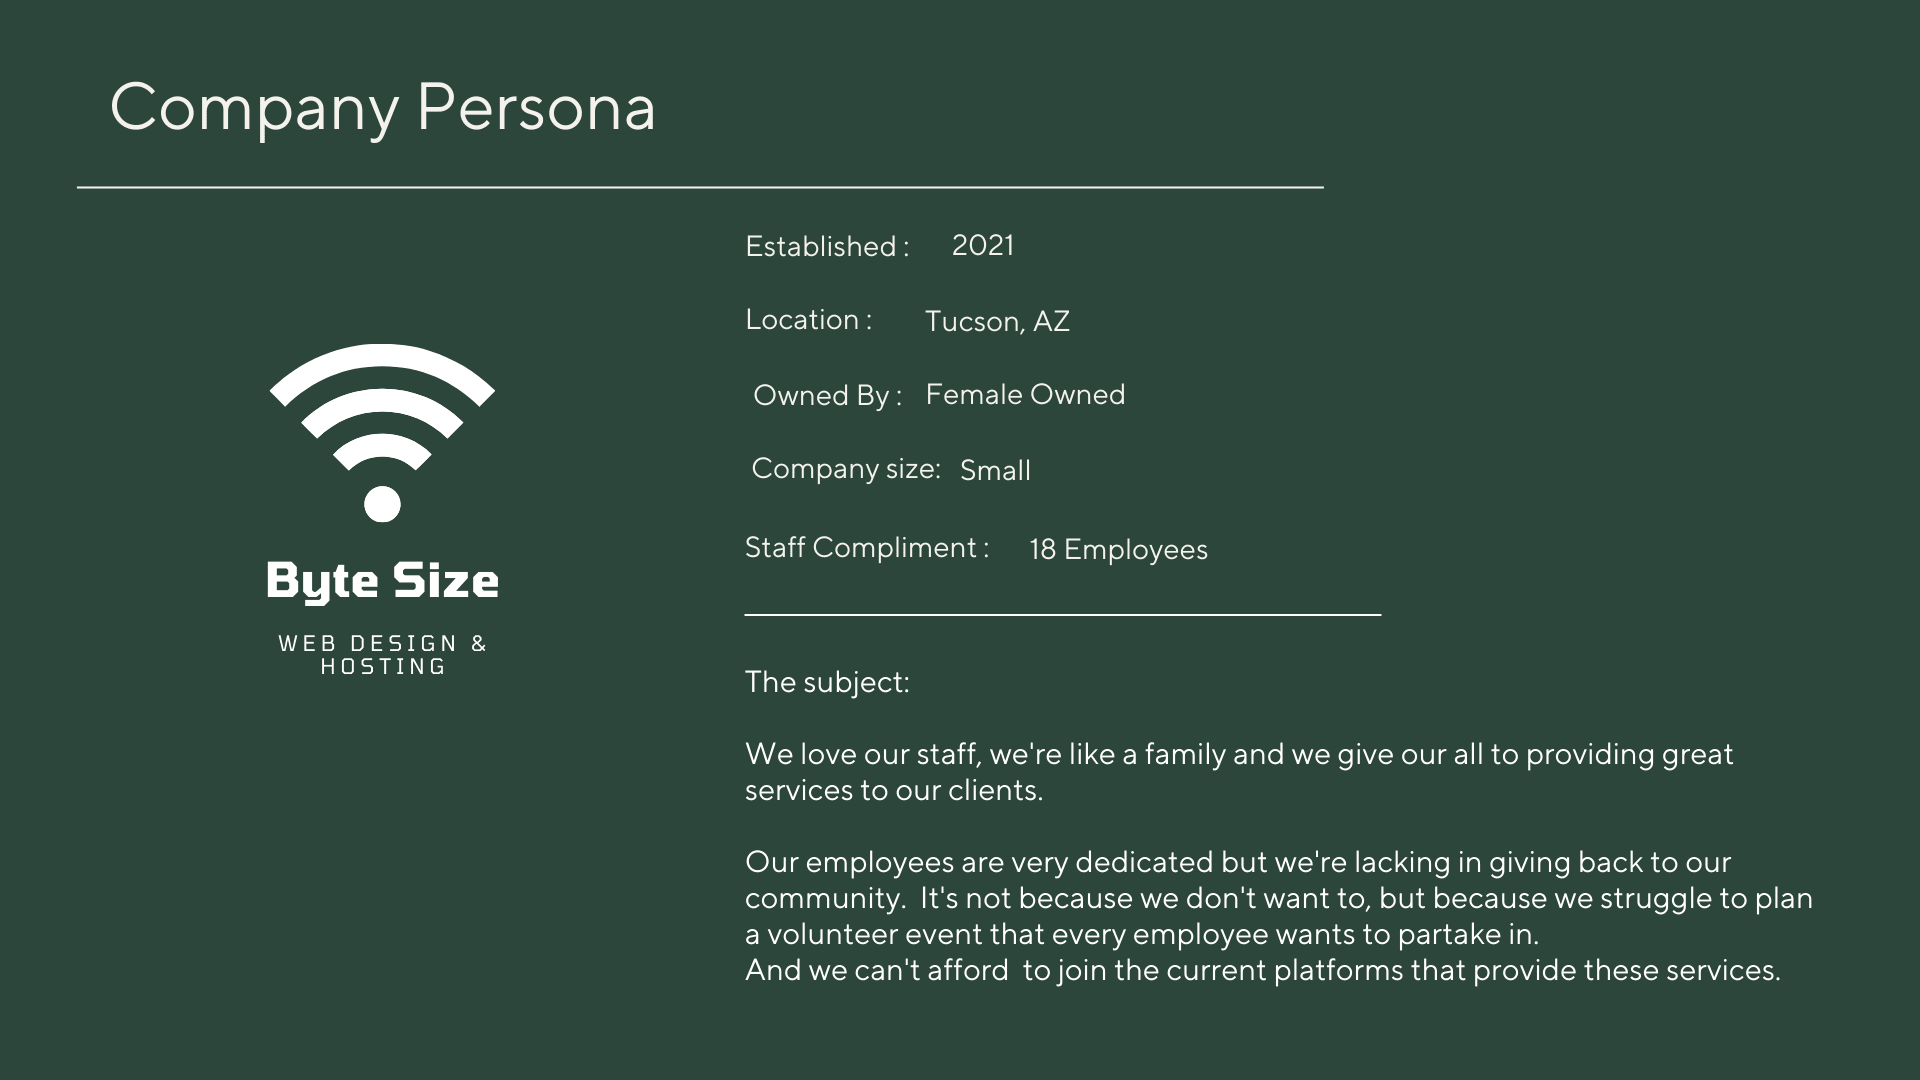 Company Persona
Established : 2021
Location : Tucson, AZ
Owned By : Female Owned
Company size: Small
Staff Compliment : 18 Employees
Byte Size
WEB DESIGN &
HOSTING
The subject:
We love our staff, we're like a family and we give our all to providing great
services to our clients.
Our employees are very dedicated but we're lacking in giving back to our
community.  It's not because we don't want to, but because we struggle to plan
a volunteer event that every employee wants to partake in.
And we can't afford  to join the current platforms that provide these services.